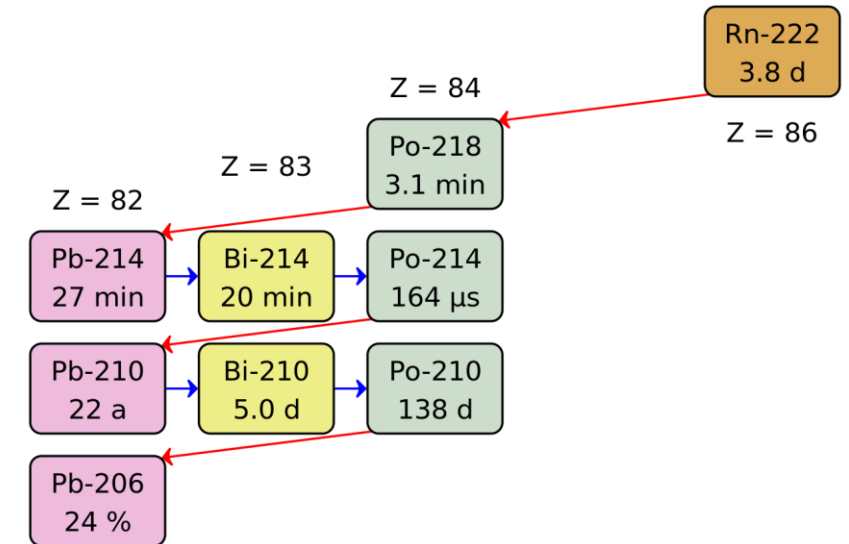 Rn-222
3.8 d
Z = 84
Z = 86
Po-218
3.1 min
Z = 83
Z = 82
Pb-214
27 min
Bi-214
20 min
Po-214
164 µs
Pb-210
22 a
Bi-210
5.0 d
Po-210
138 d
Pb-206
24 %